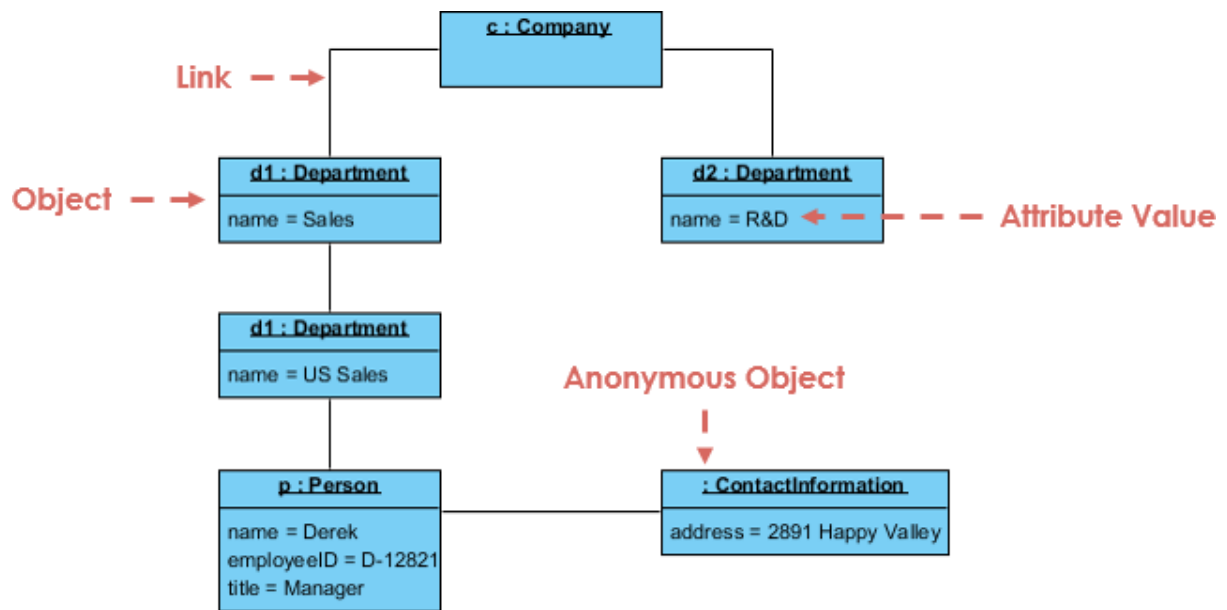 c : Company
Link
d1 : Department
name = Sales
Object
d2 : Department
name = R&D
Attribute Value
d1 : Department
name = US Sales
Anonymous Object
p : Person
name = Derek
employeeID = D-12821
title = Manager
: ContactInformation
address = 2891 Happy Valley